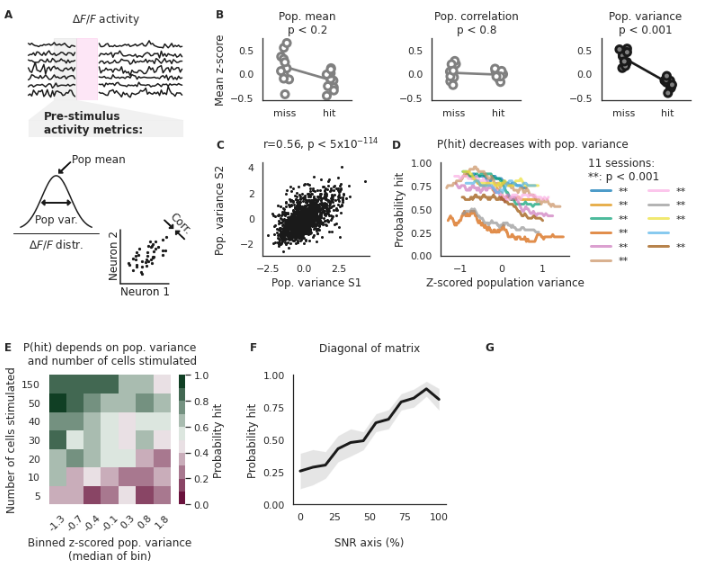 A
ΔF/F activity
Pre-stimulus
activity metrics:
Pop mean
Pop var.
ΔF/F distr.
Corr.
Neuron 2
Neuron 1
B
Pop. mean
p < 0.2
Pop. correlation
p < 0.8
Pop. variance
p < 0.001
Mean z-score
0.5
0.0
−0.5
miss
hit
0.5
0.0
−0.5
miss
hit
0.5
0.0
−0.5
miss
hit
C
r=0.56, p < 5x10⁻¹¹⁴
Pop. variance S2
4
2
0
−2
−2.5
0.0
2.5
Pop. variance S1
D
P(hit) decreases with pop. variance
Probability hit
1.00
0.75
0.50
0.25
0.00
−1
0
1
Z-scored population variance
11 sessions:
**: p < 0.001
** **
** **
** **
** **
** **
**
E
P(hit) depends on pop. variance
and number of cells stimulated
Number of cells stimulated
150
50
40
30
20
10
5
-1.3
-0.7
-0.4
-0.1
0.3
0.8
1.8
Binned z-scored pop. variance
(median of bin)
1.0
0.8
0.6
0.4
0.2
0.0
Probability hit
F
Diagonal of matrix
Probability hit
1.00
0.75
0.50
0.25
0.00
0
25
50
75
100
SNR axis (%)
G